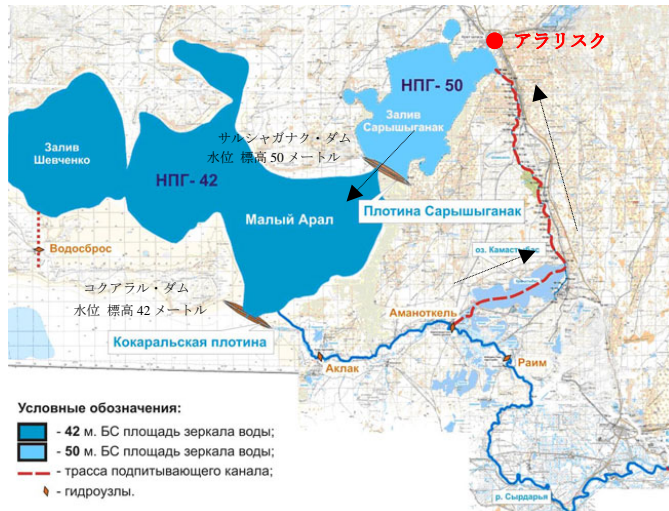 アラリスク
НПГ- 50
Залив
Сарышыганак
サルシャガナク・ダム
水位 標高 50 メートル
Залив
Шевченко
НПГ- 42
Малый Арал
Плотина Сарышыганак
Водосброс
оз. Камастыбас
コクアラル・ダム
水位 標高 42 メートル
Аманоткель
Кокаральская плотина
Аклак
Раим
Условные обозначения:
- 42 м. БС площадь зеркала воды;
- 50 м. БС площадь зеркала воды;
- трасса подпитывающего канала;
- гидроузлы.
р. Сырдарья